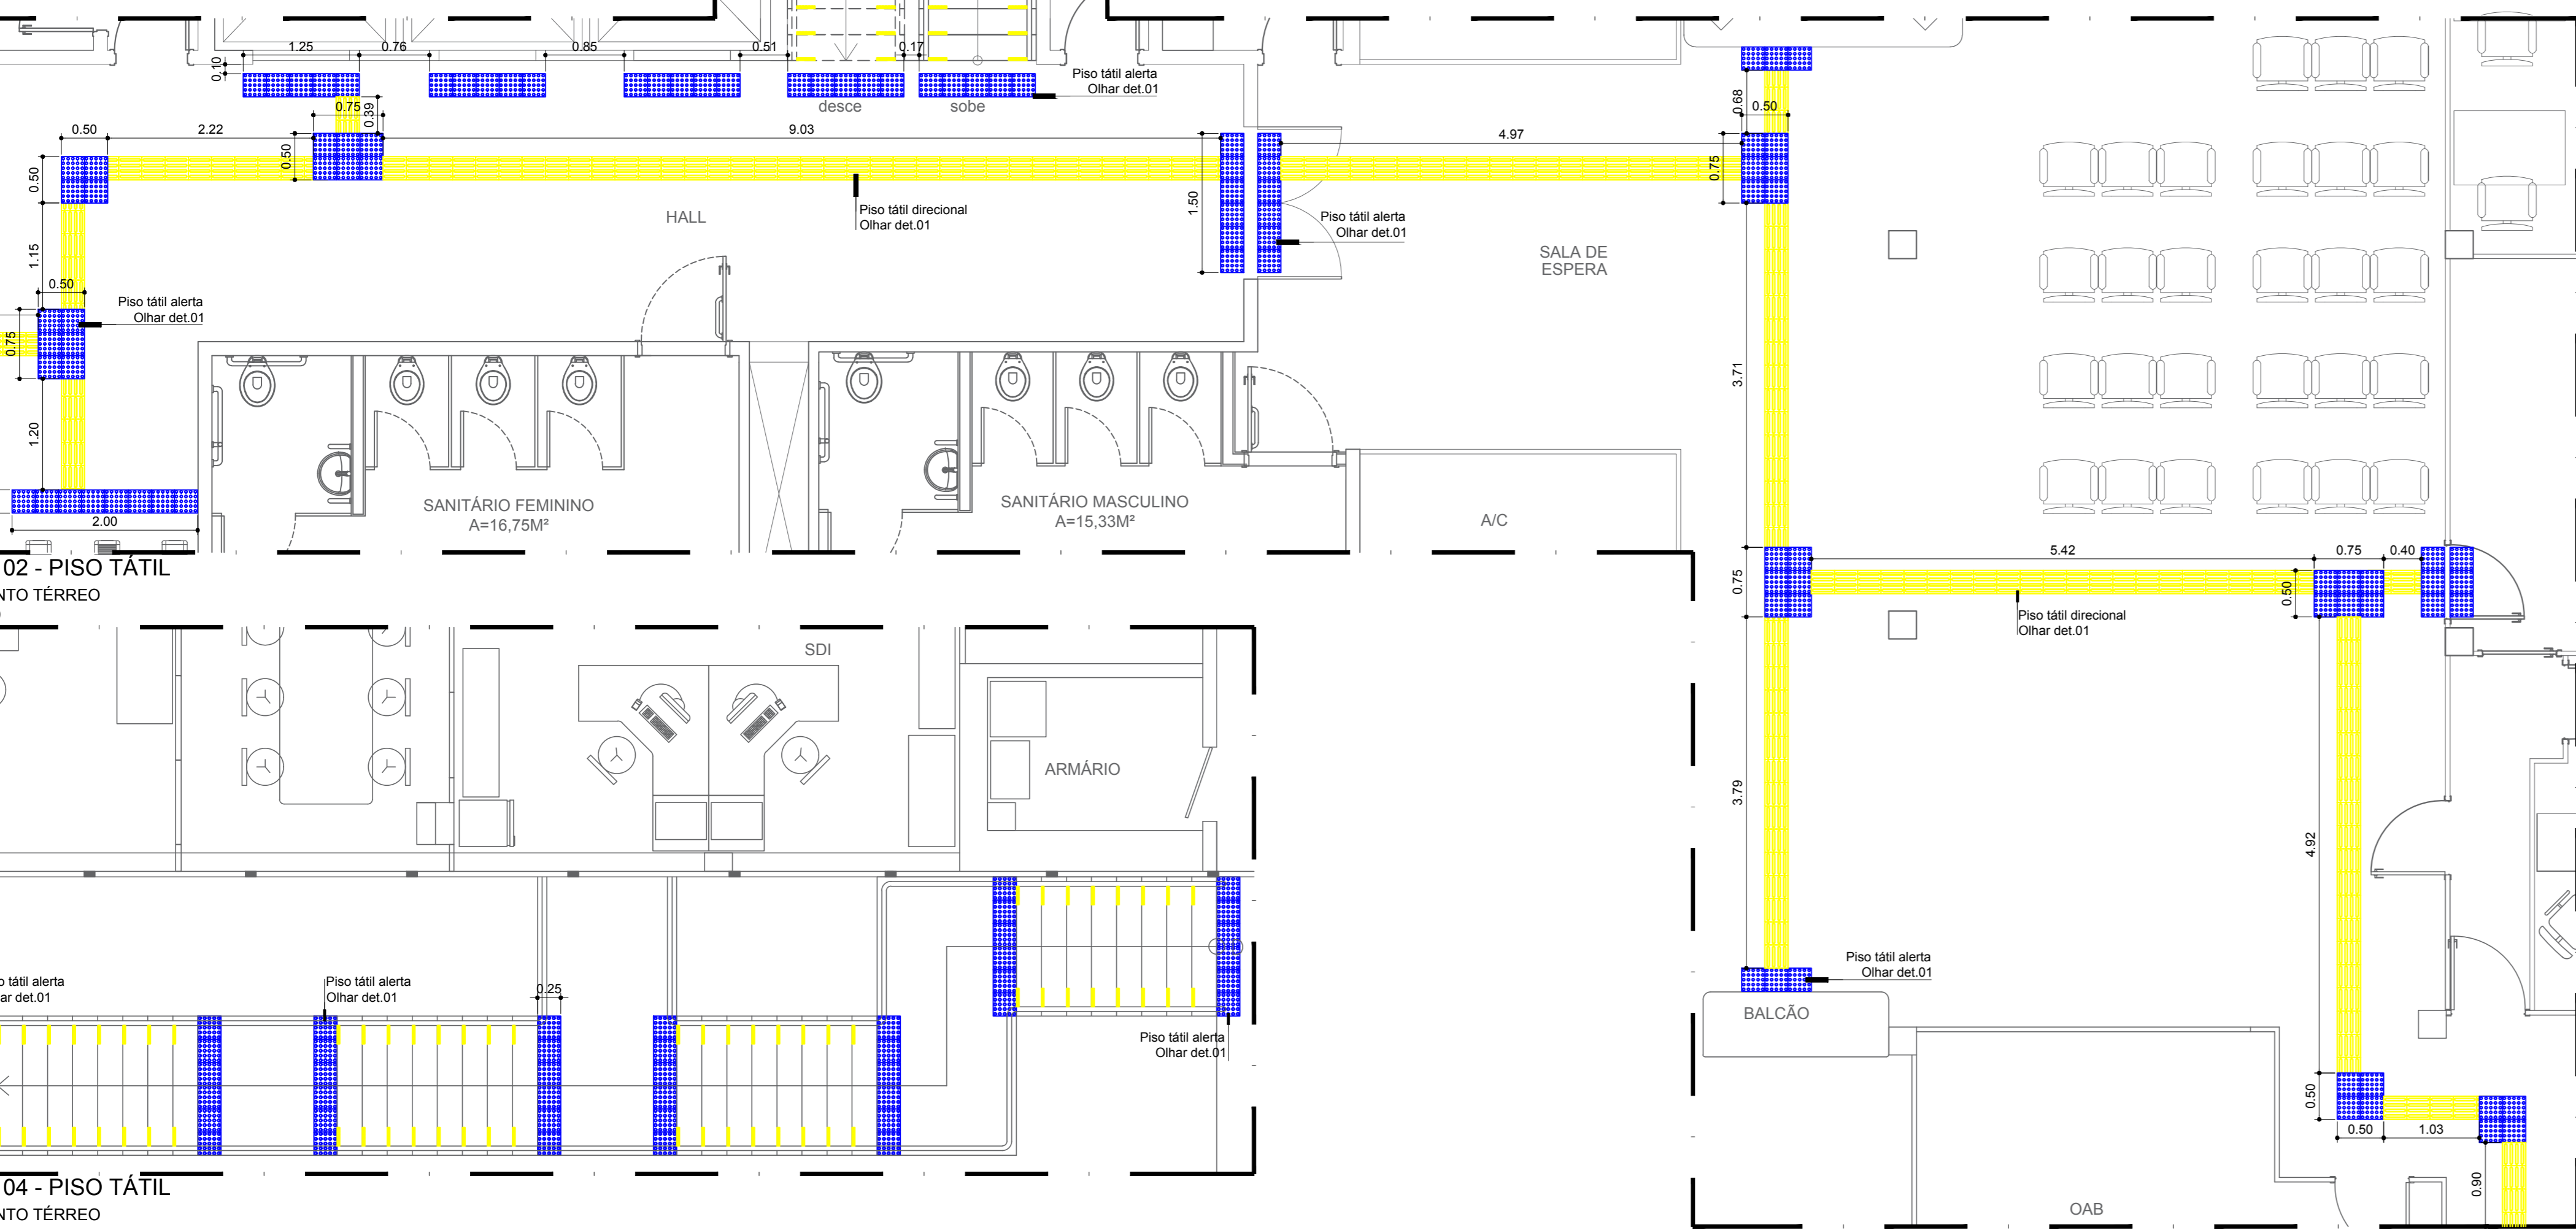 1.25
0.76
0.85
0.51
0.17
0.10
Piso tátil alerta
Olhar det.01
desce
sobe
0.75
0.39
0.50
2.22
0.50
9.03
0.50
1.15
0.50
Piso tátil alerta
Olhar det.01
0.75
1.20
2.00
HALL
Piso tátil direcional
Olhar det.01
1.50
Piso tátil alerta
Olhar det.01
4.97
0.68
0.50
0.75
SALA DE
ESPERA
3.71
SANITÁRIO FEMININO
A=16,75M²
SANITÁRIO MASCULINO
A=15,33M²
A/C
02 - PISO TÁTIL
NTO TÉRREO
0.75
5.42
0.75
0.40
0.50
Piso tátil direcional
Olhar det.01
3.79
4.92
Piso tátil alerta
Olhar det.01
BALCÃO
0.50
0.50
1.03
0.90
OAB
SDI
ARMÁRIO
o tátil alerta
ar det.01
Piso tátil alerta
Olhar det.01
0.25
Piso tátil alerta
Olhar det.01
04 - PISO TÁTIL
NTO TÉRREO